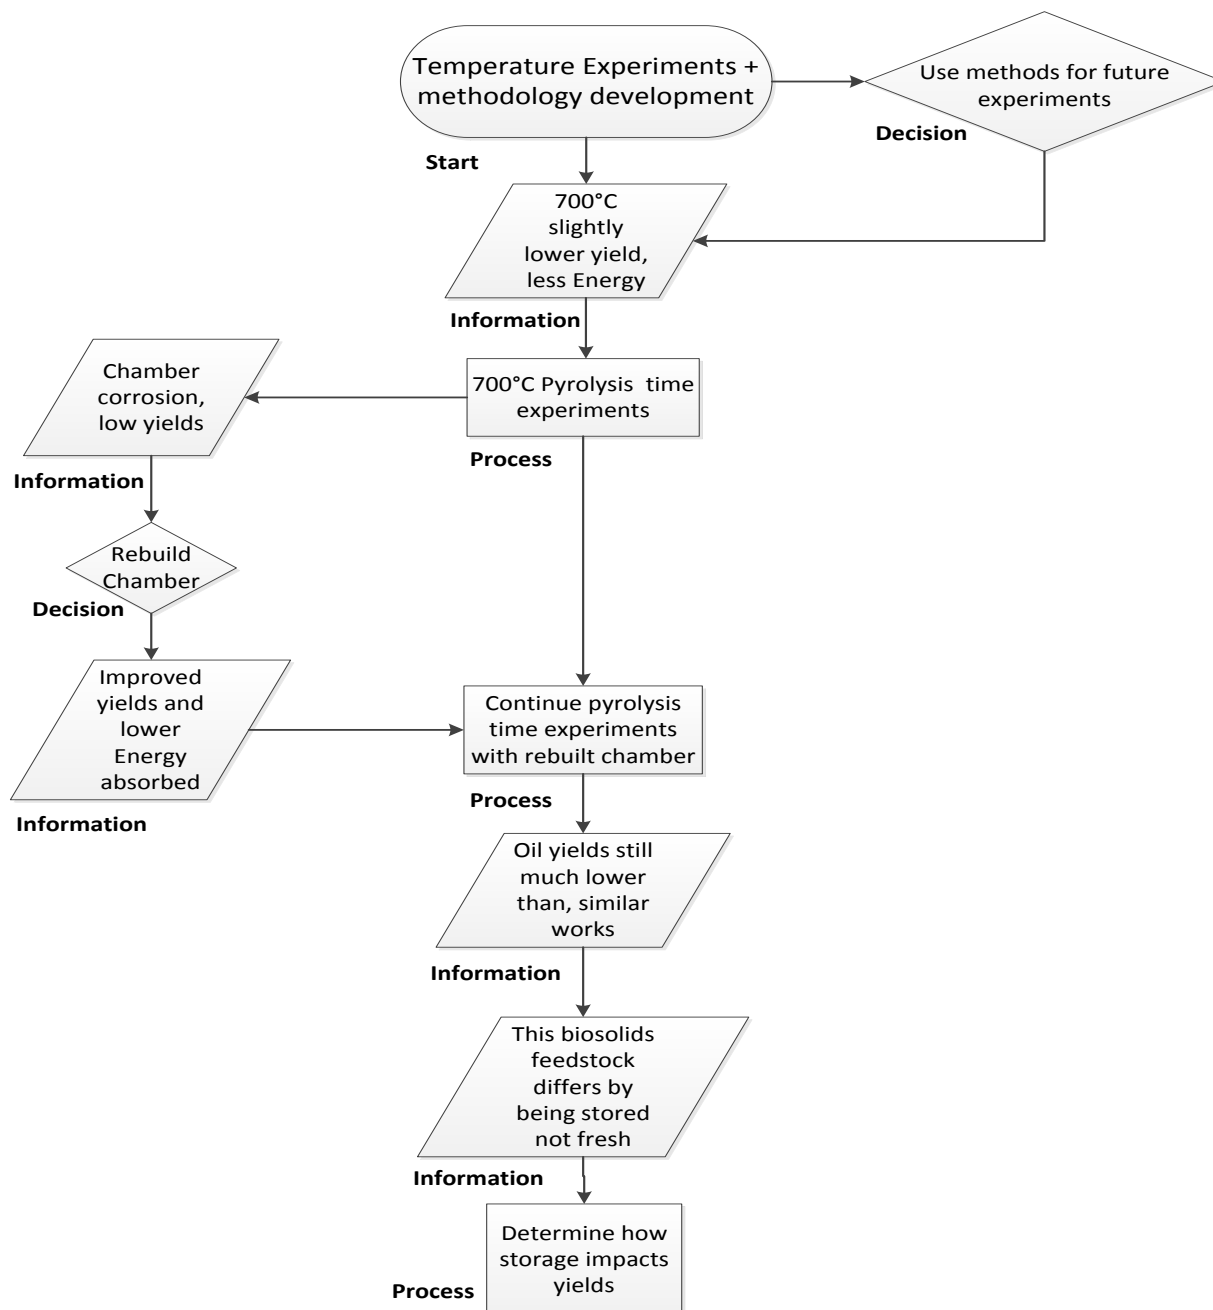 Temperature Experiments +
methodology development
Use methods for future
experiments
Decision
Start
700°C
slightly
lower yield,
less Energy
Information
700°C Pyrolysis time
experiments
Process
Chamber
corrosion,
low yields
Information
Rebuild
Chamber
Decision
Improved
yields and
lower
Energy
absorbed
Information
Continue pyrolysis
time experiments
with rebuilt chamber
Process
Oil yields still
much lower
than, similar
works
Information
This biosolids
feedstock
differs by
being stored
not fresh
Information
Determine how
storage impacts
yields
Process